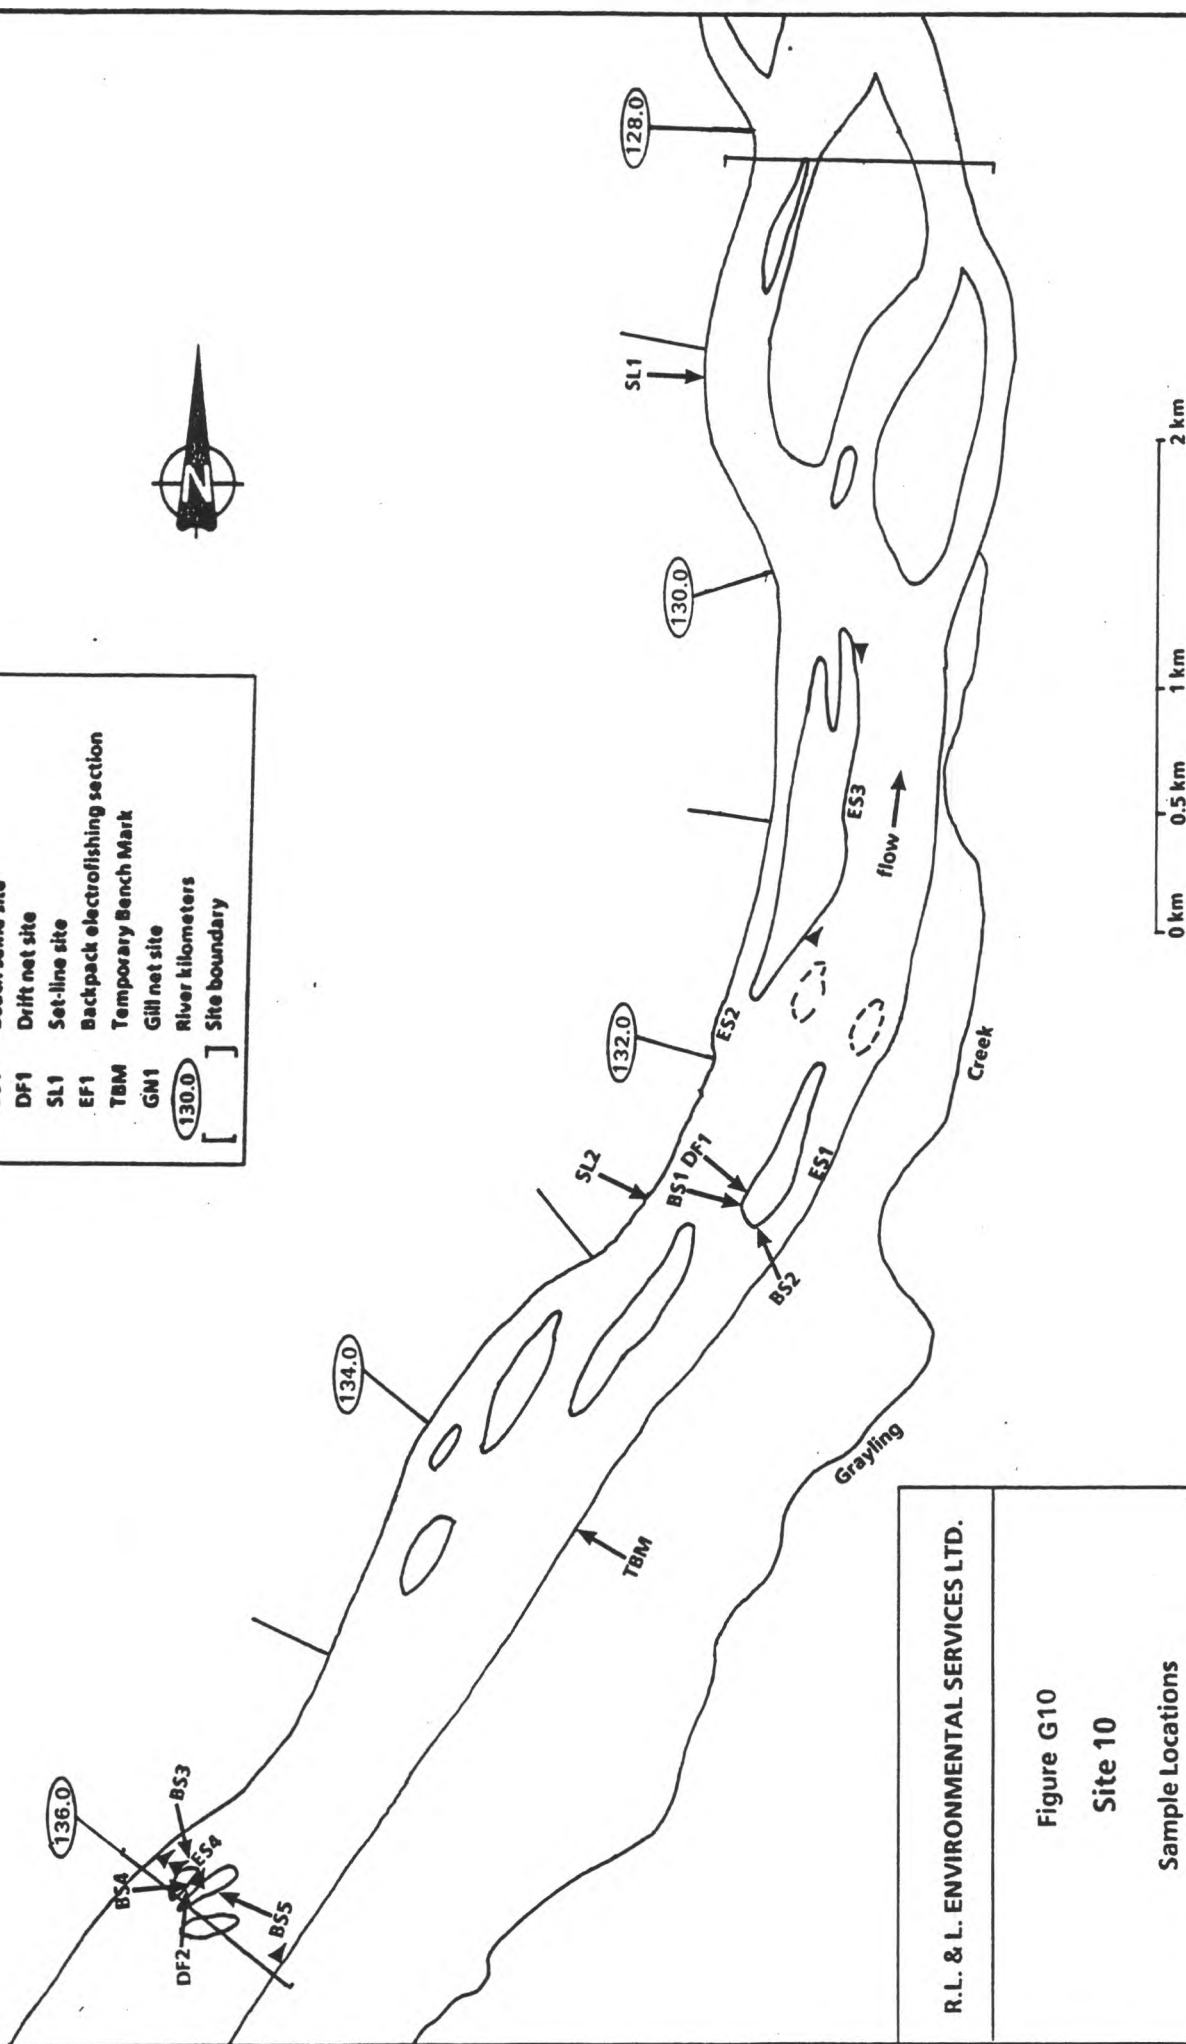 DF1 Drift net site
SL1 Set-line site
EF1 Backpack electrofishing section
TBM Temporary Bench Mark
GN1 Gill net site
130.0 River kilometers
[ ] Site boundary
N
136.0
134.0
132.0
130.0
128.0
BS4
BS3
ES4
DF2
BS5
SL2
BS1
DF1
BS2
ES1
ES2
ES3
SL1
flow
TBM
Grayling
Creek
0 km
0.5 km
1 km
2 km
R.L. & L. ENVIRONMENTAL SERVICES LTD.
Figure G10
Site 10
Sample Locations